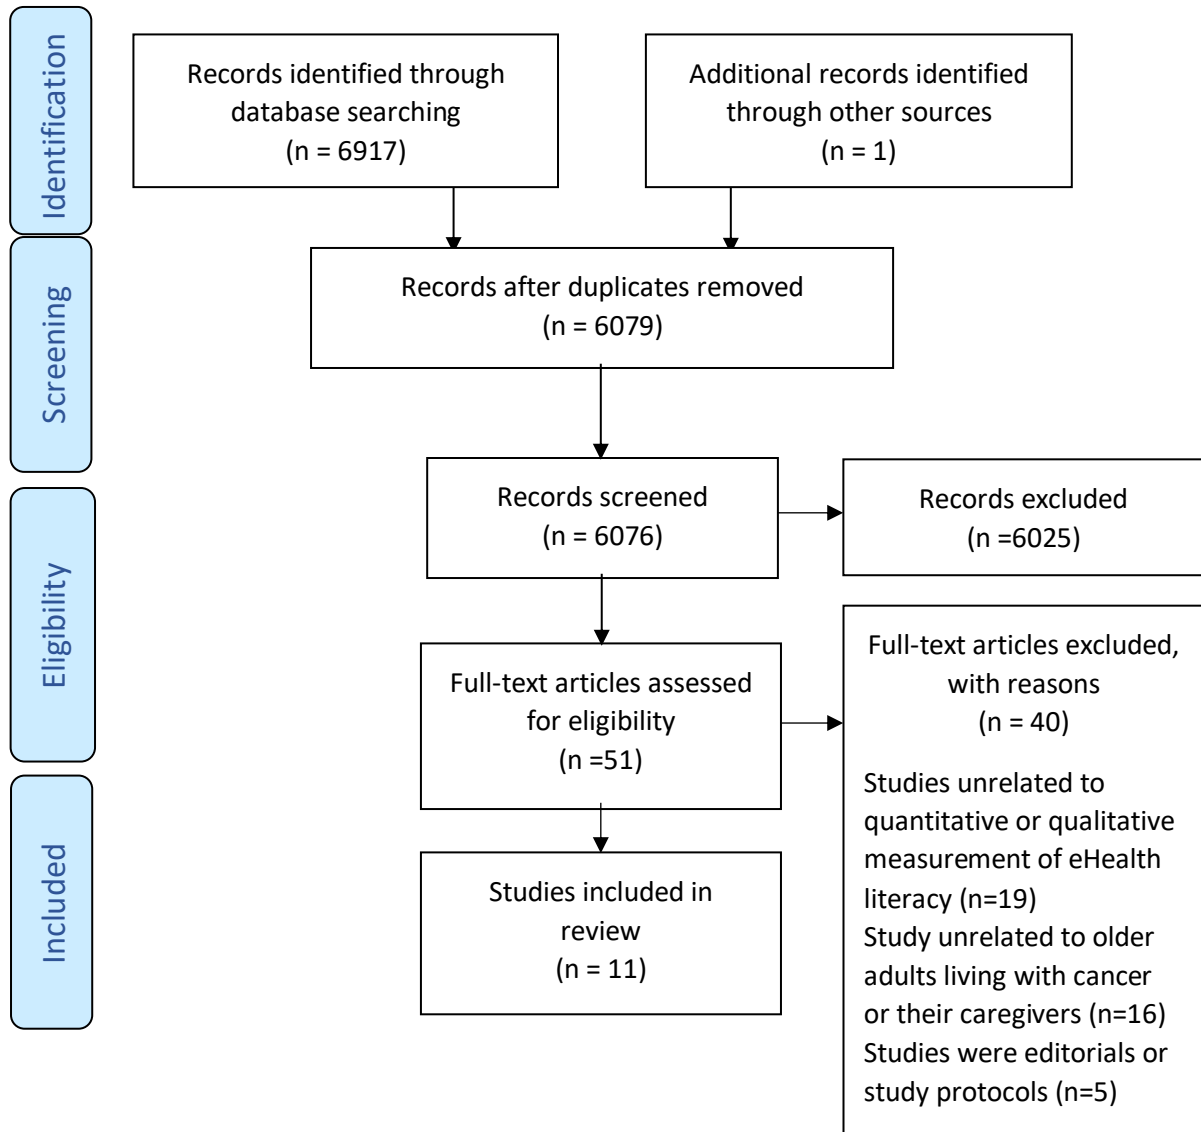 Identification
Records identified through
database searching
(n = 6917)
Additional records identified
through other sources
(n = 1)
Screening
Records after duplicates removed
(n = 6079)
Records screened
(n = 6076)
Records excluded
(n =6025)
Eligibility
Full-text articles assessed
for eligibility
(n =51)
Full-text articles excluded,
with reasons
(n = 40)
Studies unrelated to
quantitative or qualitative
measurement of eHealth
literacy (n=19)
Study unrelated to older
adults living with cancer
or their caregivers (n=16)
Studies were editorials or
study protocols (n=5)
Included
Studies included in
review
(n = 11)